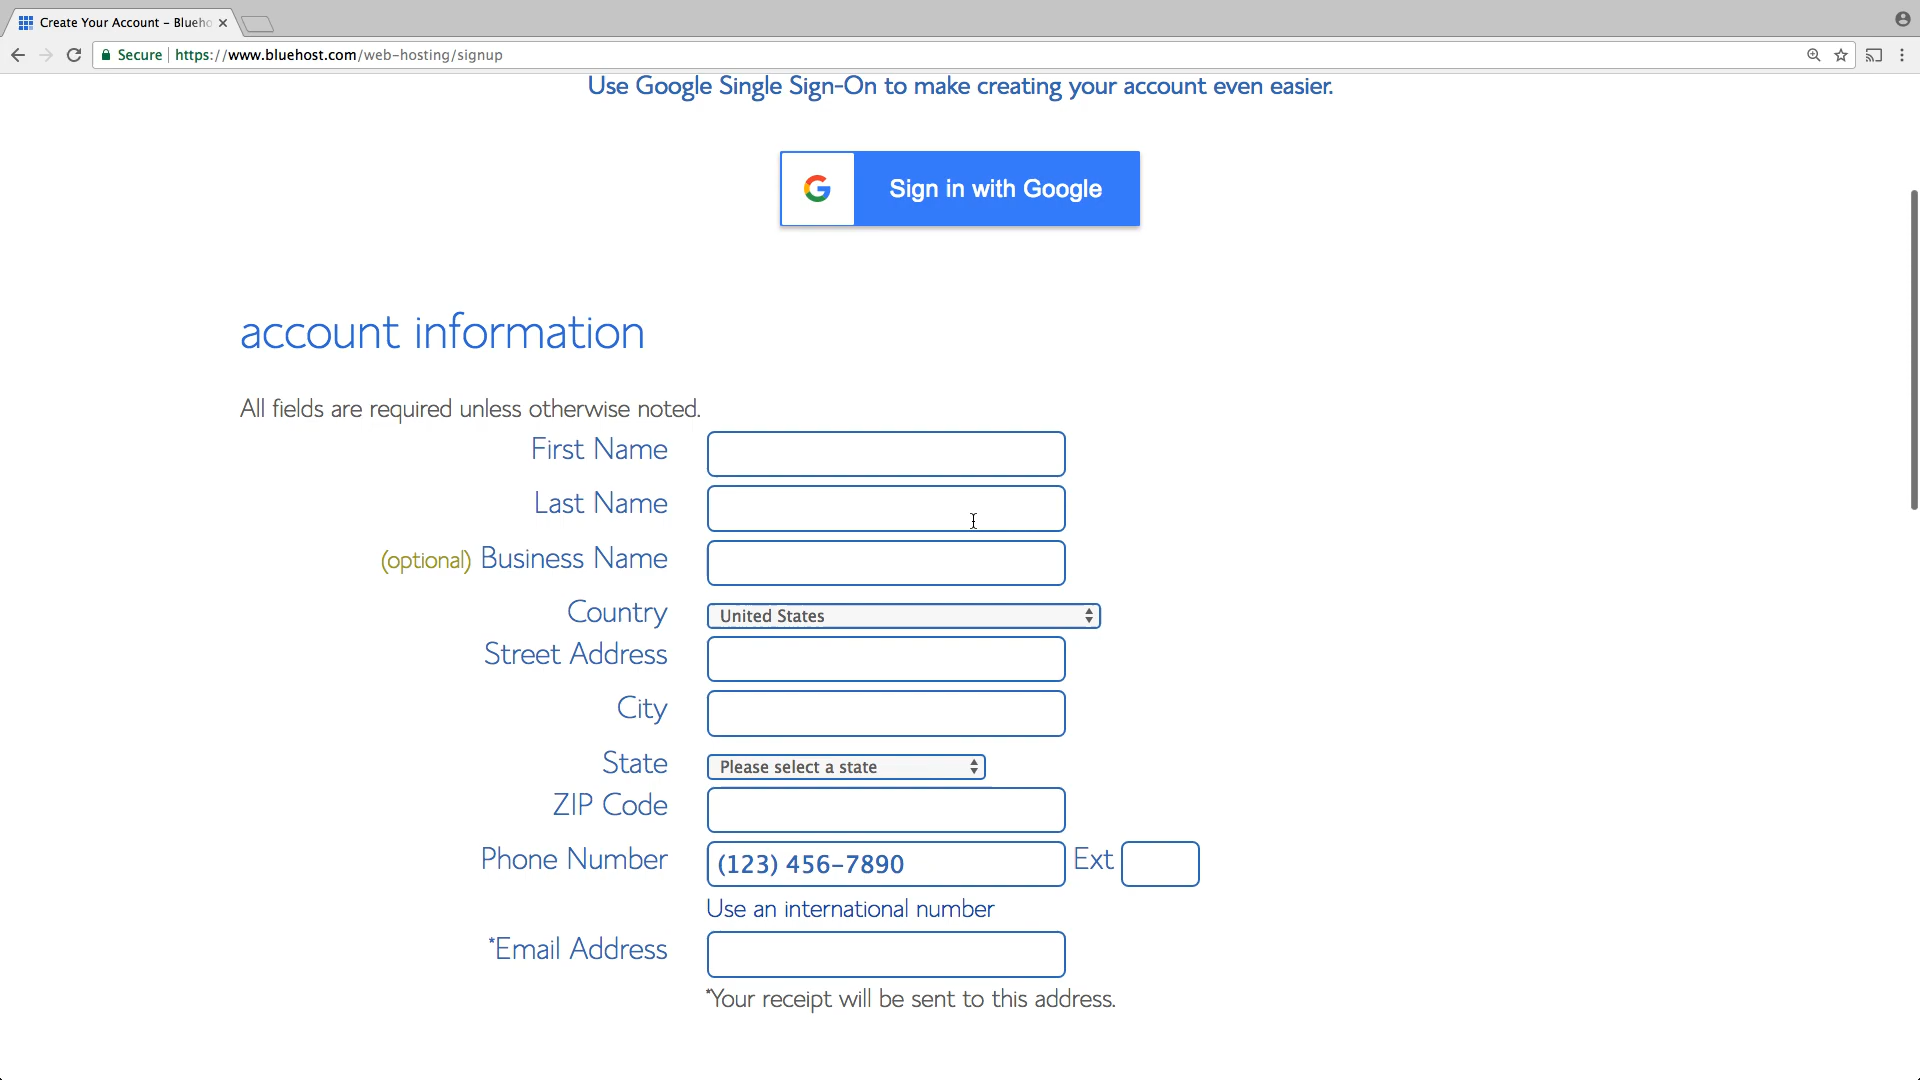 Create Your Account – Blueho
Secure https://www.bluehost.com/web-hosting/signup
Use Google Single Sign-On to make creating your account even easier.
G Sign in with Google
account information
All fields are required unless otherwise noted.
First Name
Last Name
(optional) Business Name
Country United States
Street Address
City
State Please select a state
ZIP Code
Phone Number (123) 456-7890 Ext
Use an international number
*Email Address
*Your receipt will be sent to this address.